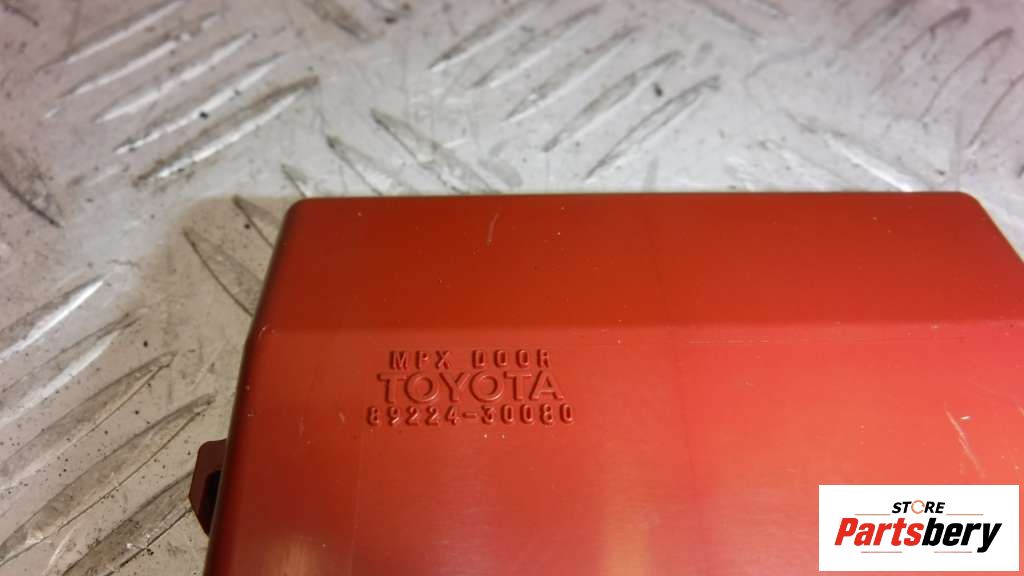 MPX DOOR
TOYOTA
89224-30080
STORE
Partsbery